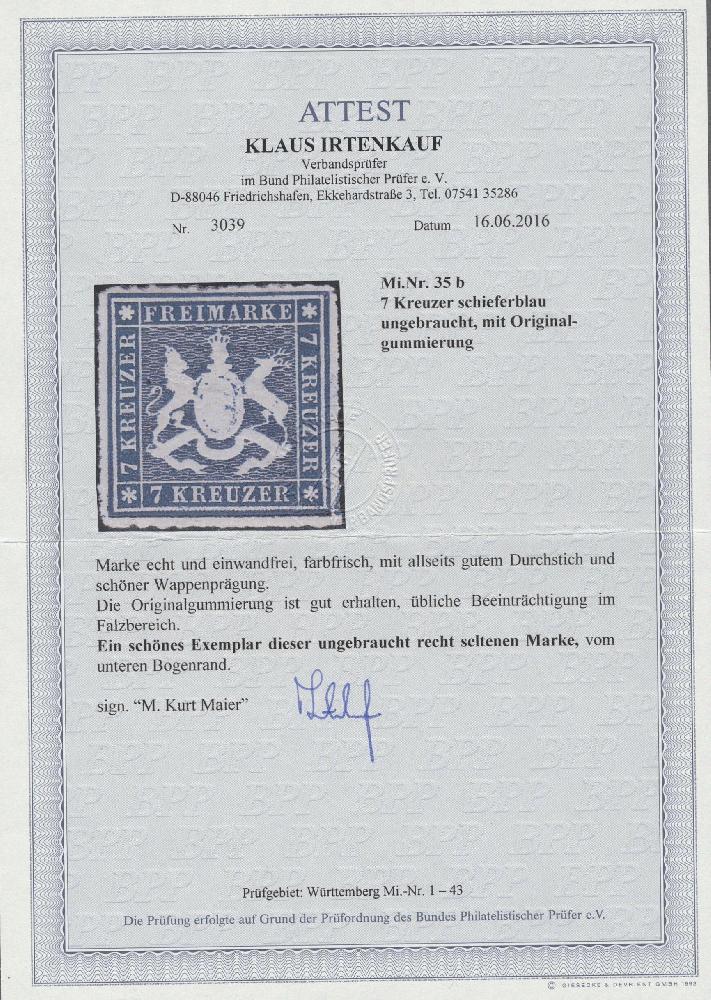 ATTEST
KLAUS IRTENKAUF
Verbandsprüfer
im Bund Philatelistischer Prüfer e. V.
D-88046 Friedrichshafen, Ekkehardstraße 3, Tel. 07541 35286
Nr. 3039 Datum 16.06.2016
Mi.Nr. 35 b
7 Kreuzer schieferblau
ungebraucht, mit Original-
gummierung
FREIMARKE
7 KREUZER
7 KREUZER
7 KREUZER
Marke echt und einwandfrei, farbfrisch, mit allseits gutem Durchstich und
schöner Wappenprägung.
Die Originalgummierung ist gut erhalten, übliche Beeinträchtigung im
Falzbereich.
Ein schönes Exemplar dieser ungebraucht recht seltenen Marke, vom
unteren Bogenrand.
sign. “M. Kurt Maier”
Prüfgebiet: Württemberg Mi.-Nr. 1 – 43
Die Prüfung erfolgte auf Grund der Prüfordnung des Bundes Philatelistischer Prüfer e.V.
© GIESECKE & DEVRIENT GMBH